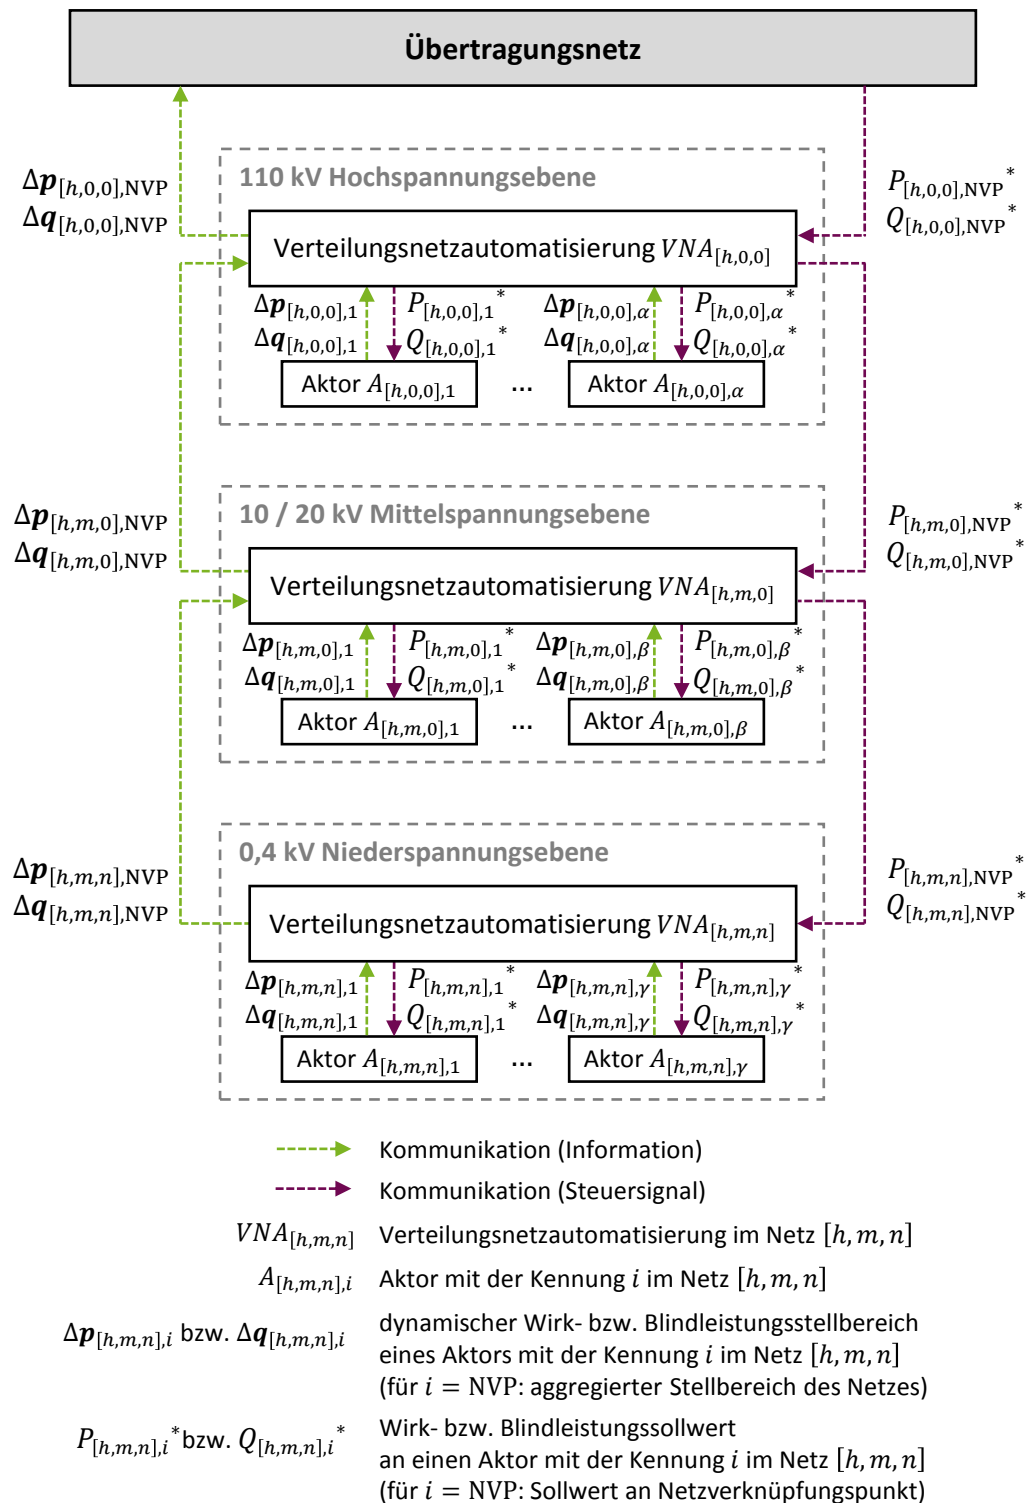 Übertragungsnetz
Δp[h,0,0],NVP
Δq[h,0,0],NVP
P[h,0,0],NVP*
Q[h,0,0],NVP*
110 kV Hochspannungsebene
Verteilungsnetzautomatisierung VNA[h,0,0]
Δp[h,0,0],1 P[h,0,0],1* Δp[h,0,0],α P[h,0,0],α*
Δq[h,0,0],1 Q[h,0,0],1* Δq[h,0,0],α Q[h,0,0],α*
Aktor A[h,0,0],1 ... Aktor A[h,0,0],α
Δp[h,m,0],NVP
Δq[h,m,0],NVP
P[h,m,0],NVP*
Q[h,m,0],NVP*
10 / 20 kV Mittelspannungsebene
Verteilungsnetzautomatisierung VNA[h,m,0]
Δp[h,m,0],1 P[h,m,0],1* Δp[h,m,0],β P[h,m,0],β*
Δq[h,m,0],1 Q[h,m,0],1* Δq[h,m,0],β Q[h,m,0],β*
Aktor A[h,m,0],1 ... Aktor A[h,m,0],β
Δp[h,m,n],NVP
Δq[h,m,n],NVP
P[h,m,n],NVP*
Q[h,m,n],NVP*
0,4 kV Niederspannungsebene
Verteilungsnetzautomatisierung VNA[h,m,n]
Δp[h,m,n],1 P[h,m,n],1* Δp[h,m,n],γ P[h,m,n],γ*
Δq[h,m,n],1 Q[h,m,n],1* Δq[h,m,n],γ Q[h,m,n],γ*
Aktor A[h,m,n],1 ... Aktor A[h,m,n],γ
Kommunikation (Information)
Kommunikation (Steuersignal)
VNA[h,m,n] Verteilungsnetzautomatisierung im Netz [h, m, n]
A[h,m,n],i Aktor mit der Kennung i im Netz [h, m, n]
Δp[h,m,n],i bzw. Δq[h,m,n],i dynamischer Wirk- bzw. Blindleistungsstellbereich
eines Aktors mit der Kennung i im Netz [h, m, n]
(für i = NVP: aggregierter Stellbereich des Netzes)
P[h,m,n],i* bzw. Q[h,m,n],i* Wirk- bzw. Blindleistungssollwert
an einen Aktor mit der Kennung i im Netz [h, m, n]
(für i = NVP: Sollwert an Netzverknüpfungspunkt)